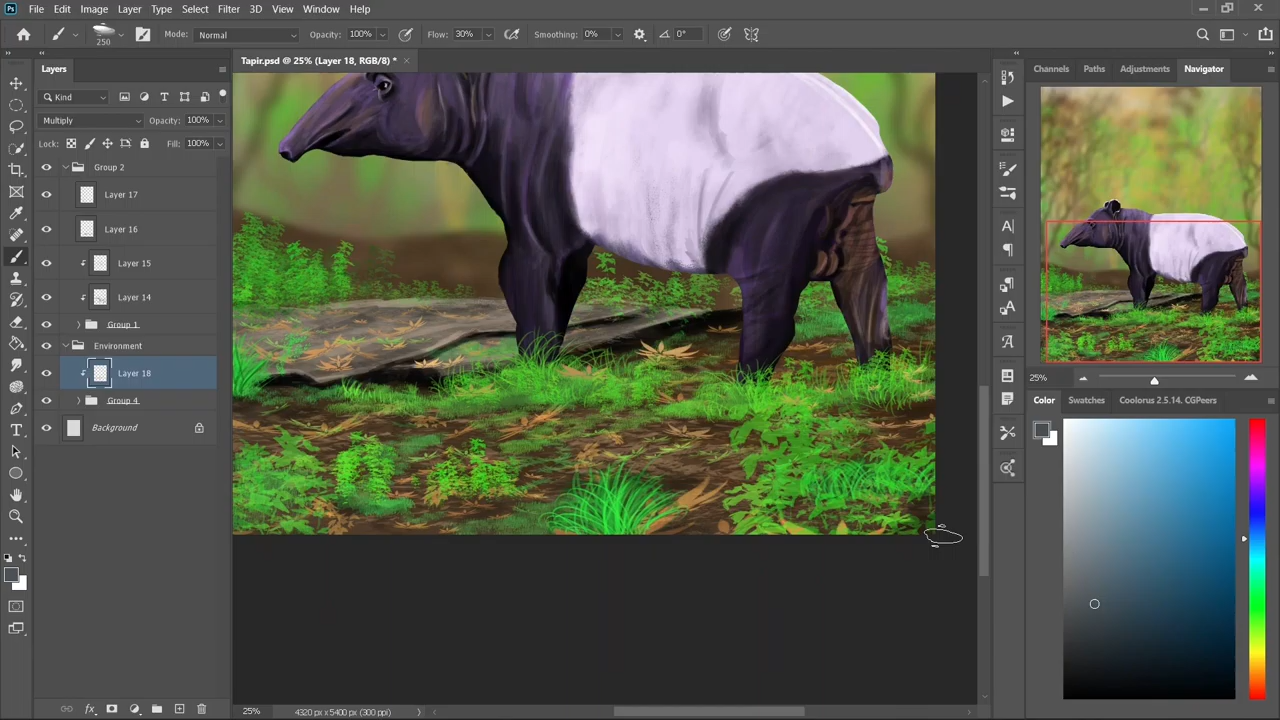 Ps File Edit Image Layer Type Select Filter 3D View Window Help
250 Mode: Normal Opacity: 100% Flow: 30% Smoothing: 0% 0°
Layers
Tapir.psd @ 25% (Layer 18, RGB/8) *
Channels Paths Adjustments Navigator
Kind
Multiply Opacity: 100%
Lock: Fill: 100%
Group 2
Layer 17
Layer 16
Layer 15
Layer 14
Group 1
Environment
Layer 18
Group 4
Background
25%
Color Swatches Coolorus 2.5.14. CGPeers
fx
25% 4320 px x 5400 px (300 ppi)